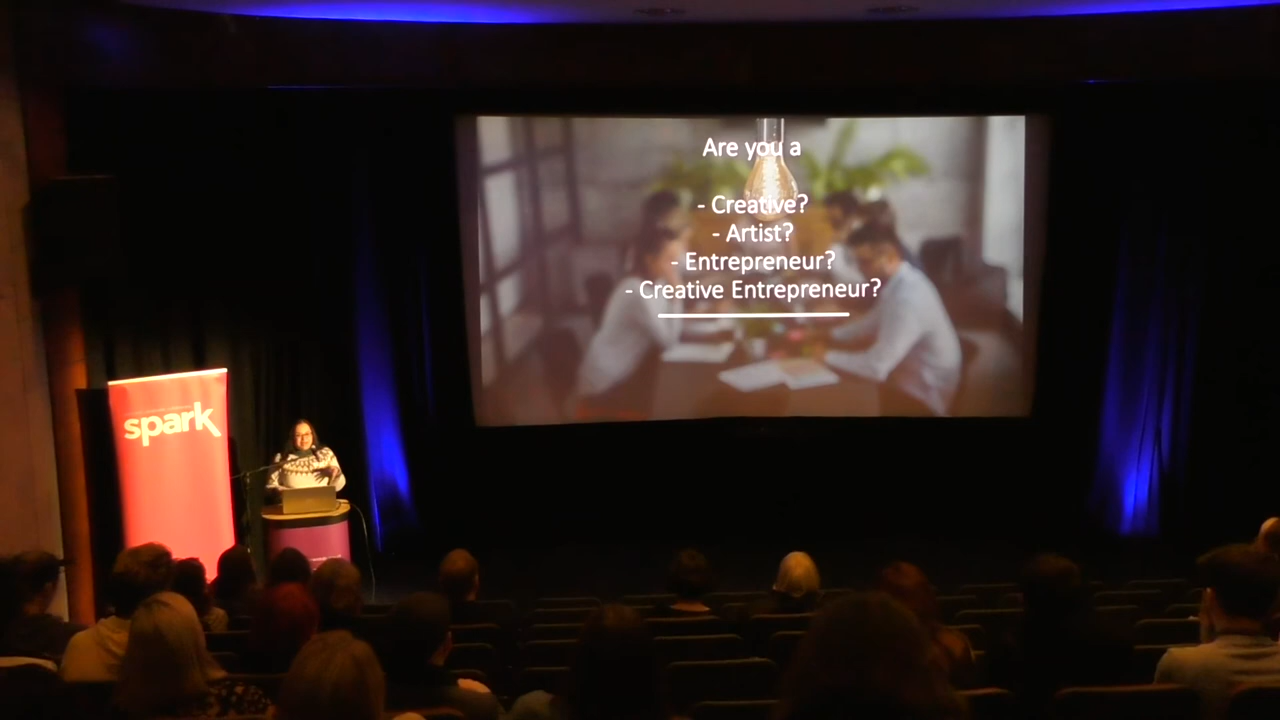 Are you a
- Creative?
- Artist?
- Entrepreneur?
- Creative Entrepreneur?
spark